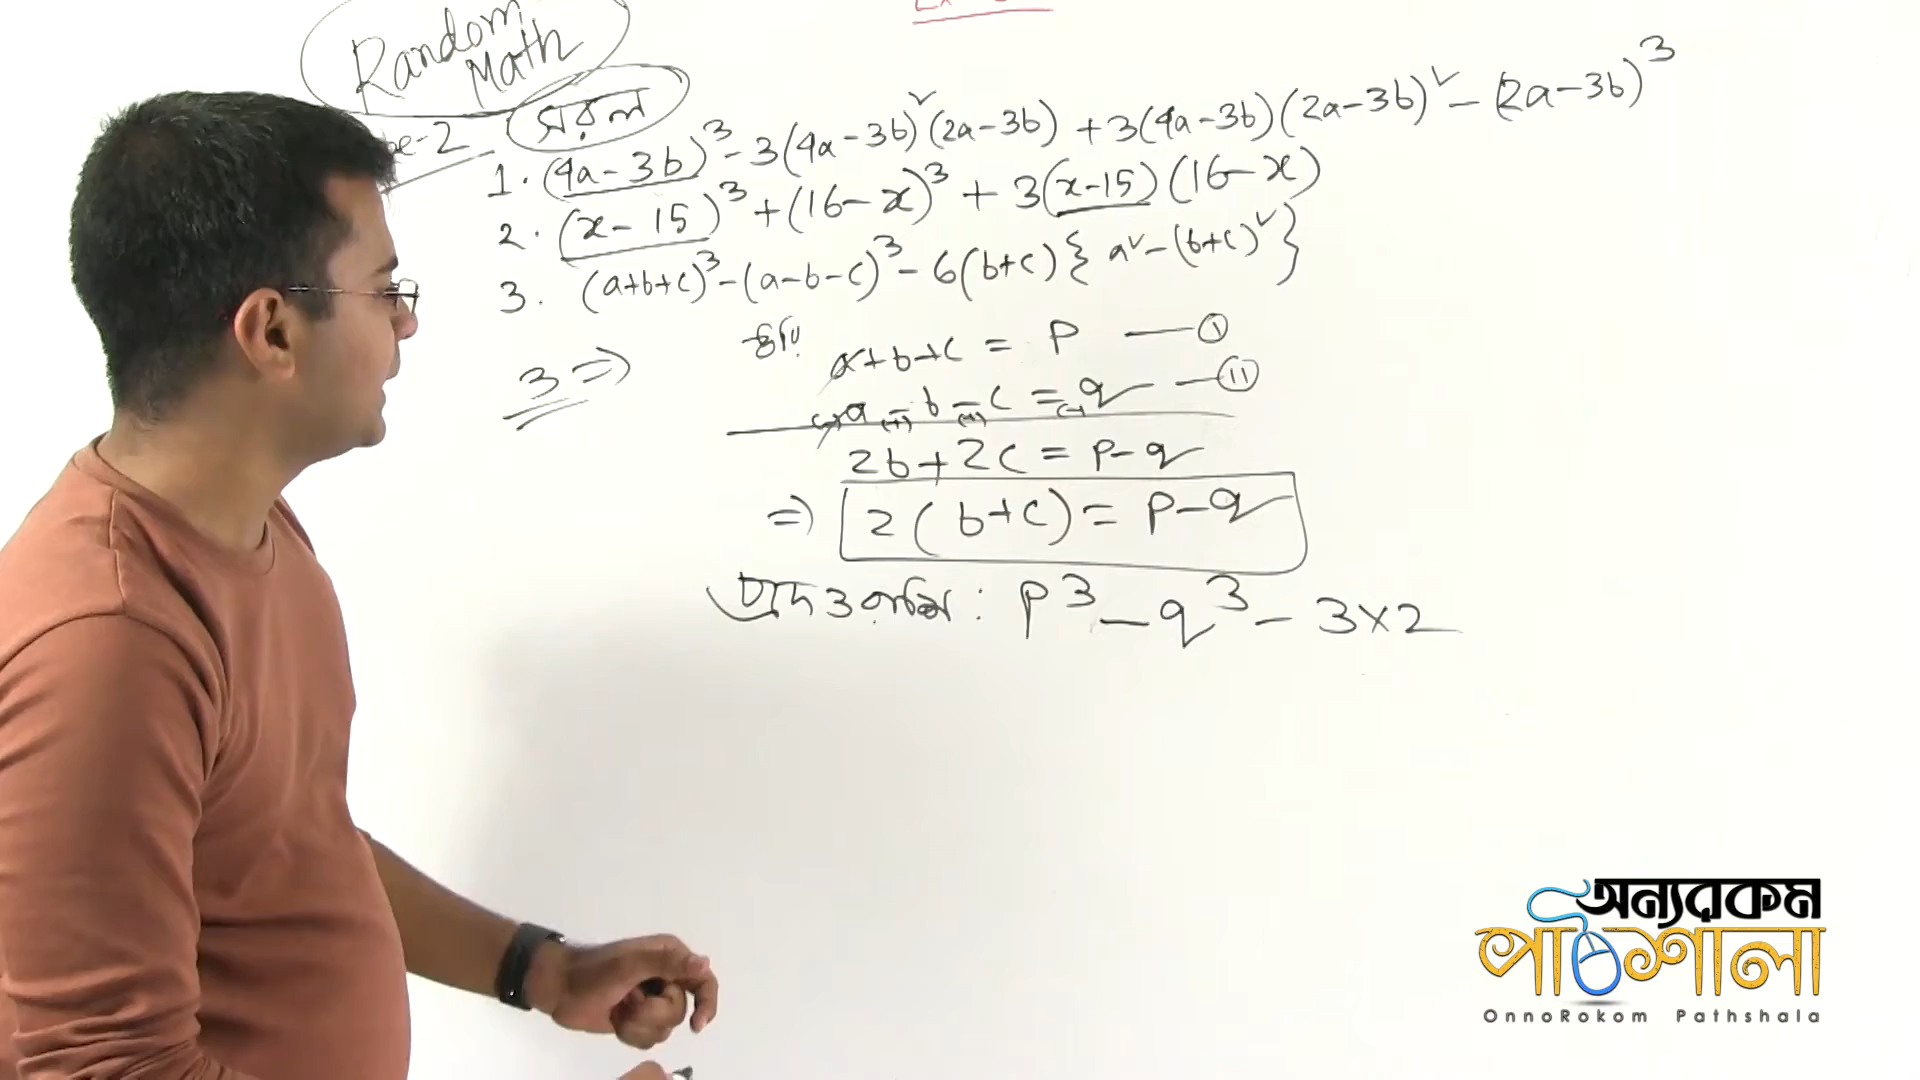 Random
Math
সরল
1. (4a-3b)³-3(4a-3b)²(2a-3b)+3(4a-3b)(2a-3b)²-(2a-3b)³
2. (x-15)³+(16-x)³+3(x-15)(16-x)
3. (a+b+c)³-(a-b-c)³-6(b+c){a²-(b+c)²}
3 ⇒
ধরি,
a+b+c = p —— (i)
a-b-c = q —— (ii)
(-) (+) (+) (-)
2b+2c = p-q
⇒ 2(b+c) = p-q
প্রদত্ত রাশি : p³-q³-3×2
অন্যরকম
পাঠশালা
OnnoRokom Pathshala